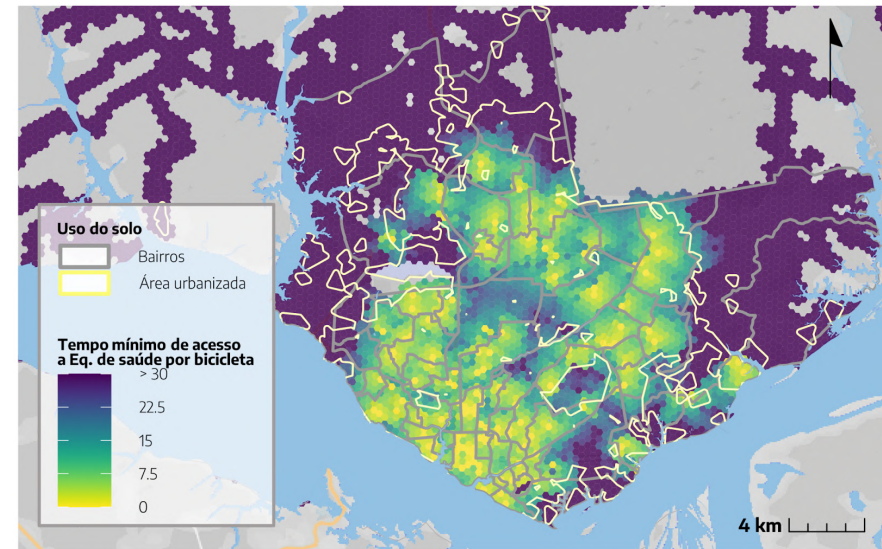 Uso do solo
Bairros
Área urbanizada
Tempo mínimo de acesso
a Eq. de saúde por bicicleta
> 30
22.5
15
7.5
0
4 km